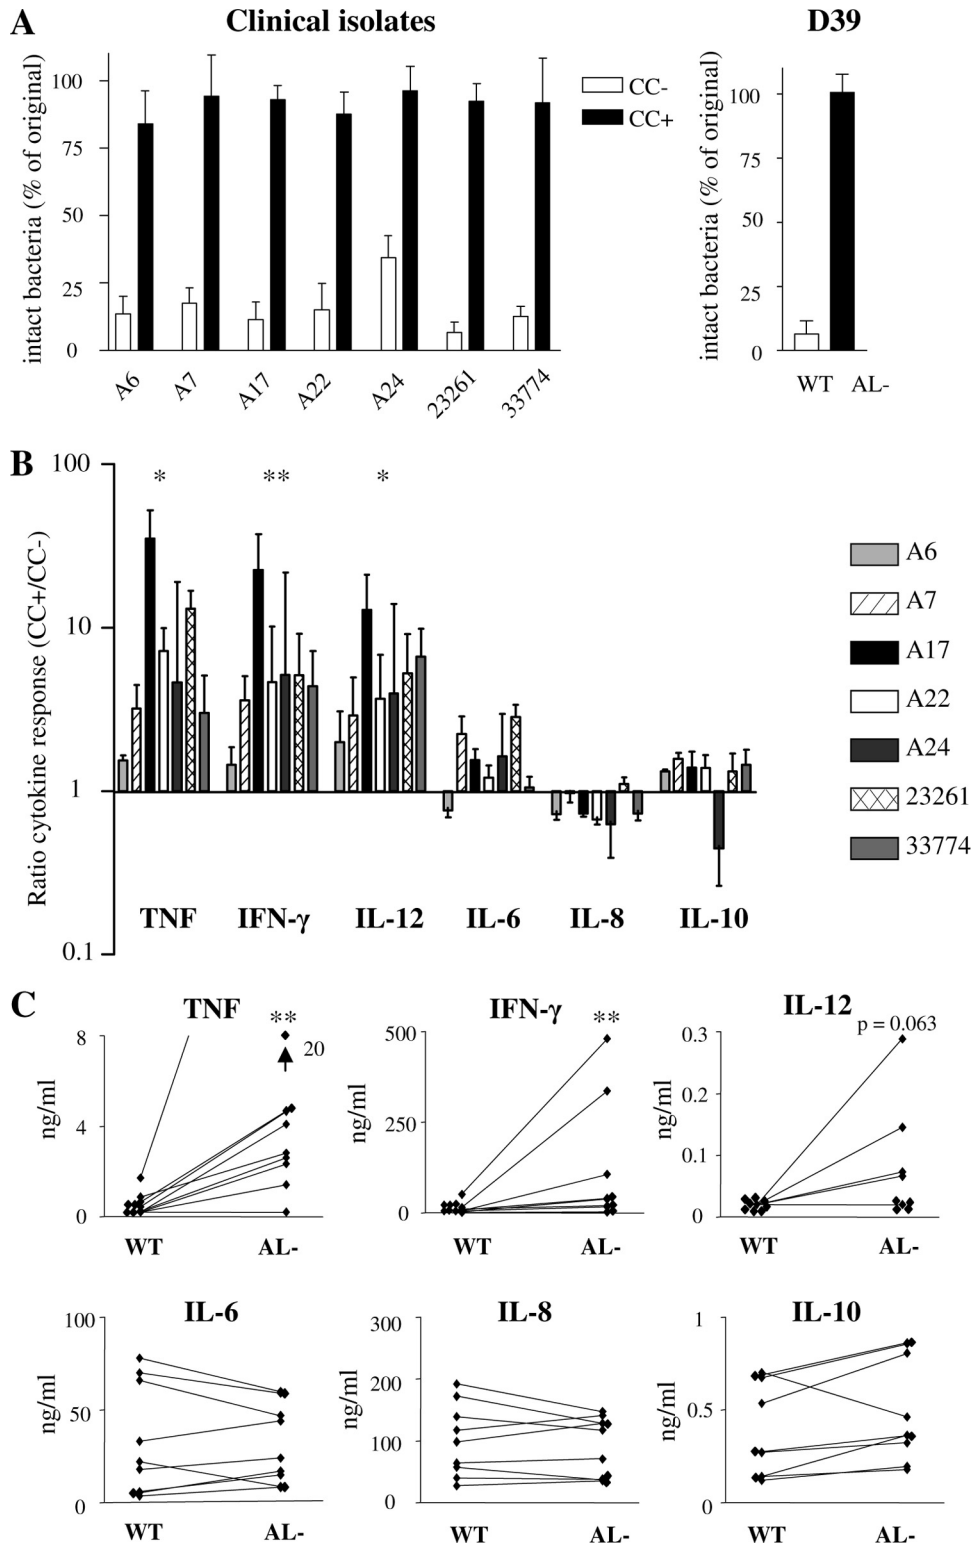 A
Clinical isolates
D39
intact bacteria (% of original)
100
75
50
25
0
A6
A7
A17
A22
A24
23261
33774
CC-
CC+
intact bacteria (% of original)
100
75
50
25
0
WT
AL-
B
Ratio cytokine response (CC+/CC-)
100
10
1
0.1
*
**
*
TNF
IFN-γ
IL-12
IL-6
IL-8
IL-10
A6
A7
A17
A22
A24
23261
33774
C
TNF
ng/ml
8
4
0
**
20
WT
AL-
IFN-γ
ng/ml
500
250
0
**
WT
AL-
IL-12
p = 0.063
ng/ml
0.3
0.2
0.1
0
WT
AL-
IL-6
ng/ml
100
50
0
WT
AL-
IL-8
ng/ml
300
200
100
0
WT
AL-
IL-10
ng/ml
1
0.5
0
WT
AL-